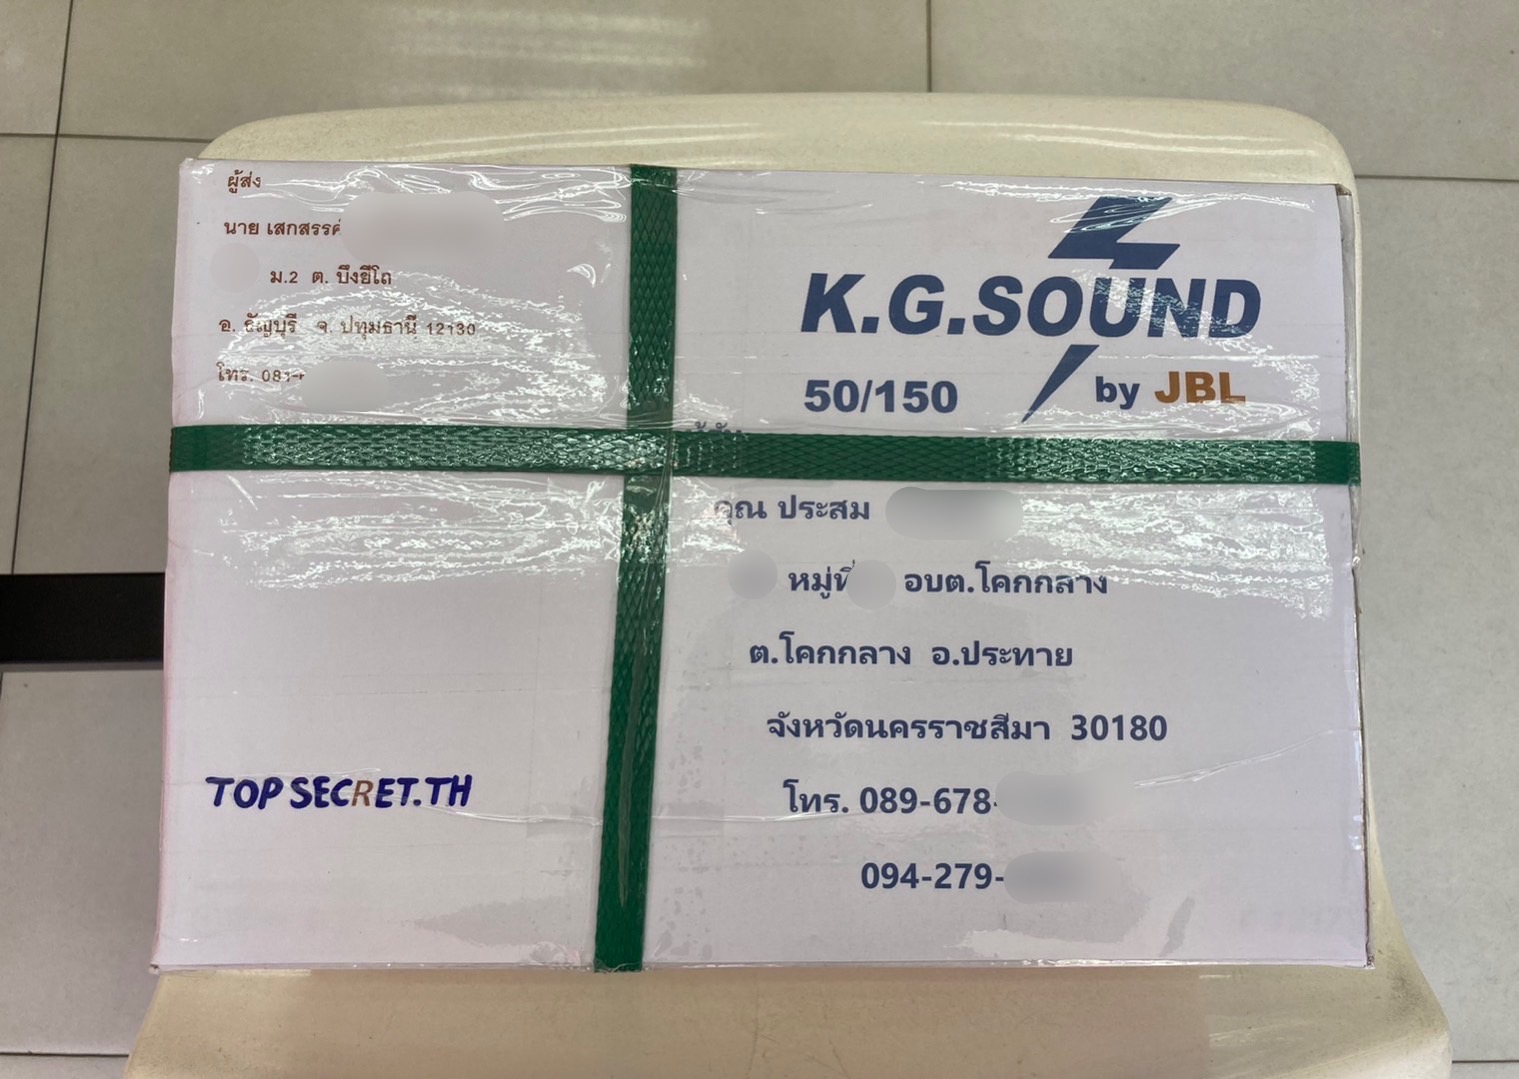 ผู้ส่ง
นาย เสกสรรค์
ม.2 ต. บึงยี่โถ
อ. ธัญบุรี จ. ปทุมธานี 12130
โทร. 081-
K.G.SOUND
50/150 by JBL
คุณ ประสม
หมู่ที่ อบต.โคกกลาง
ต.โคกกลาง อ.ประทาย
จังหวัดนครราชสีมา 30180
โทร. 089-678-
094-279-
TOP SECRET.TH